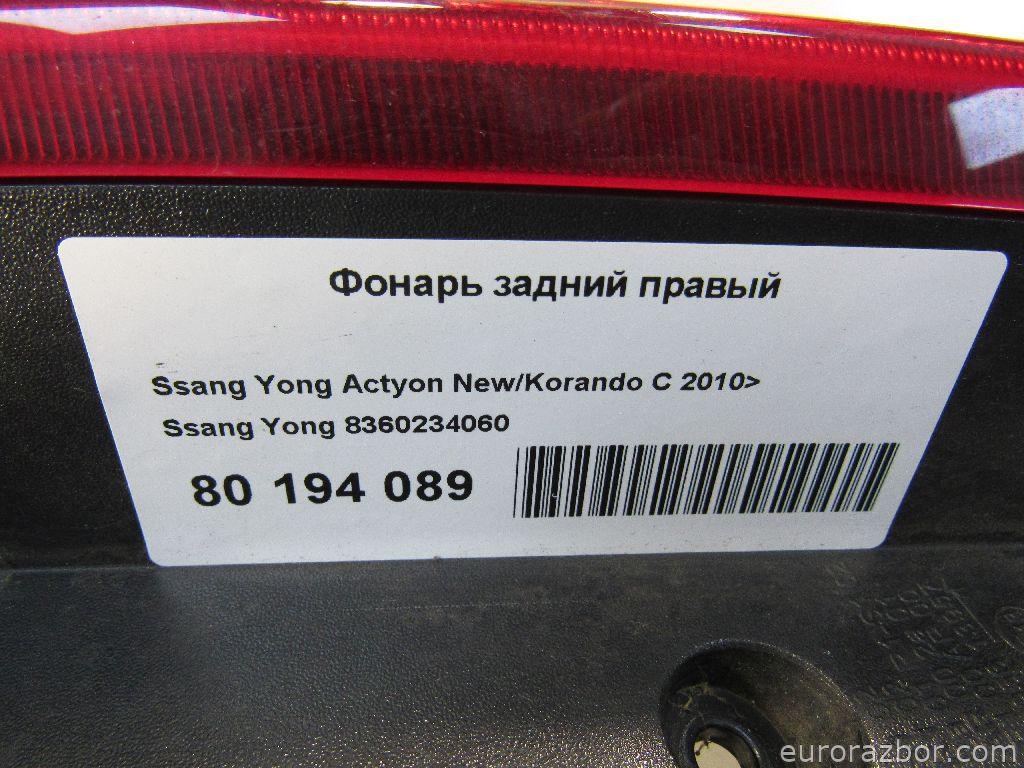 Фонарь задний правый
Ssang Yong Actyon New/Korando C 2010>
Ssang Yong 8360234060
80 194 089
eurorazbor.com